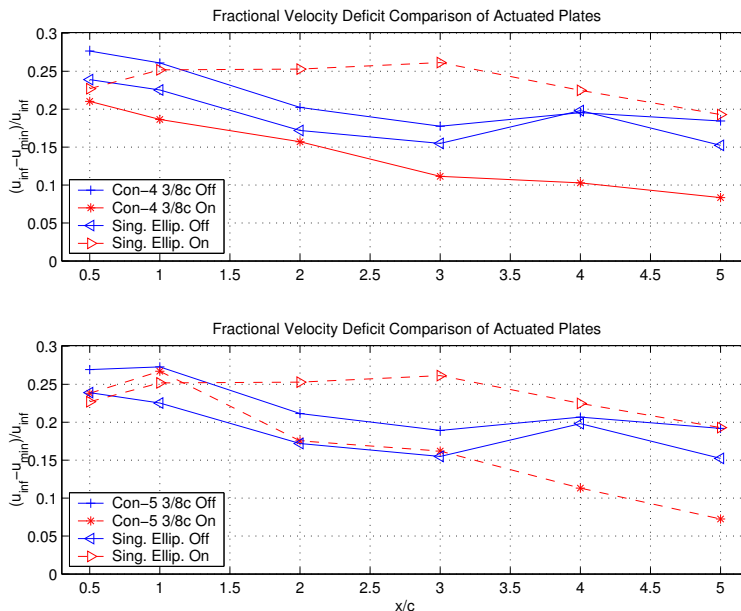 Fractional Velocity Deficit Comparison of Actuated Plates
0.3
0.25
0.2
0.15
0.1
0.05
0
(u_inf−u_min)/u_inf
Con−4 3/8c Off
Con−4 3/8c On
Sing. Ellip. Off
Sing. Ellip. On
0.5 1 1.5 2 2.5 3 3.5 4 4.5 5
Fractional Velocity Deficit Comparison of Actuated Plates
0.3
0.25
0.2
0.15
0.1
0.05
0
(u_inf−u_min)/u_inf
Con−5 3/8c Off
Con−5 3/8c On
Sing. Ellip. Off
Sing. Ellip. On
0.5 1 1.5 2 2.5 3 3.5 4 4.5 5
x/c